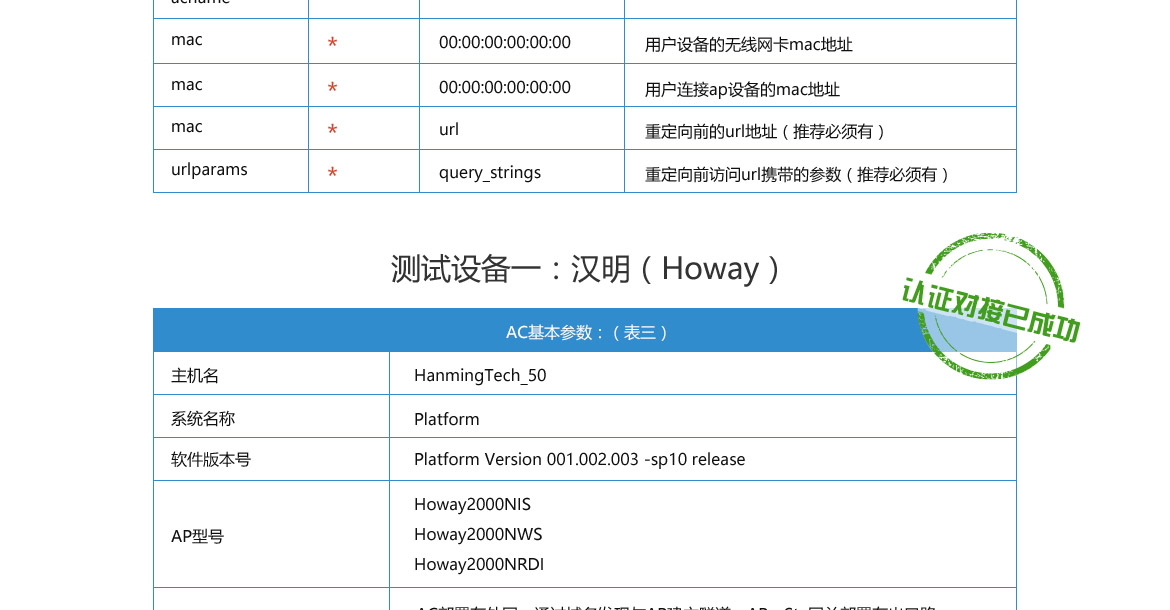 mac * 00:00:00:00:00:00 用户设备的无线网卡mac地址
mac * 00:00:00:00:00:00 用户连接ap设备的mac地址
mac * url 重定向前的url地址（推荐必须有）
urlparams * query_strings 重定向前访问url携带的参数（推荐必须有）
测试设备一：汉明（Howay）
认证对接已成功
AC基本参数：（表三）
主机名 HanmingTech_50
系统名称 Platform
软件版本号 Platform Version 001.002.003 -sp10 release
AP型号
Howay2000NIS
Howay2000NWS
Howay2000NRDI